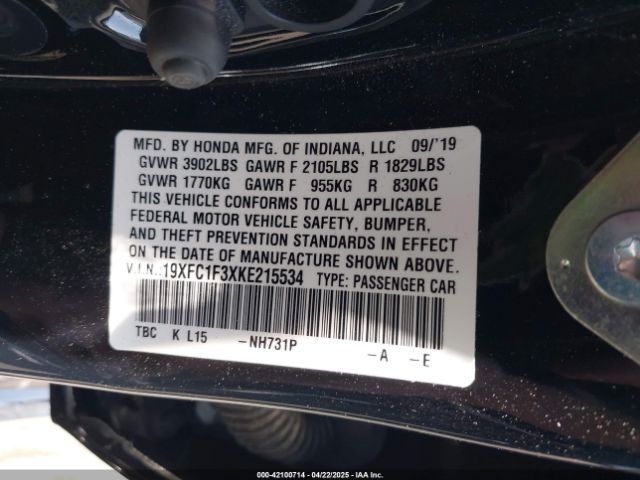 MFD. BY HONDA MFG. OF INDIANA, LLC 09/'19
GVWR 3902LBS GAWR F 2105LBS R 1829LBS
GVWR 1770KG GAWR F 955KG R 830KG
THIS VEHICLE CONFORMS TO ALL APPLICABLE
FEDERAL MOTOR VEHICLE SAFETY, BUMPER,
AND THEFT PREVENTION STANDARDS IN EFFECT
ON THE DATE OF MANUFACTURE SHOWN ABOVE.
V.I.N.:19XFC1F3XKE215534 TYPE: PASSENGER CAR
TBC K L15 -NH731P -A -E
000-42100714 - 04/22/2025 - IAA Inc.